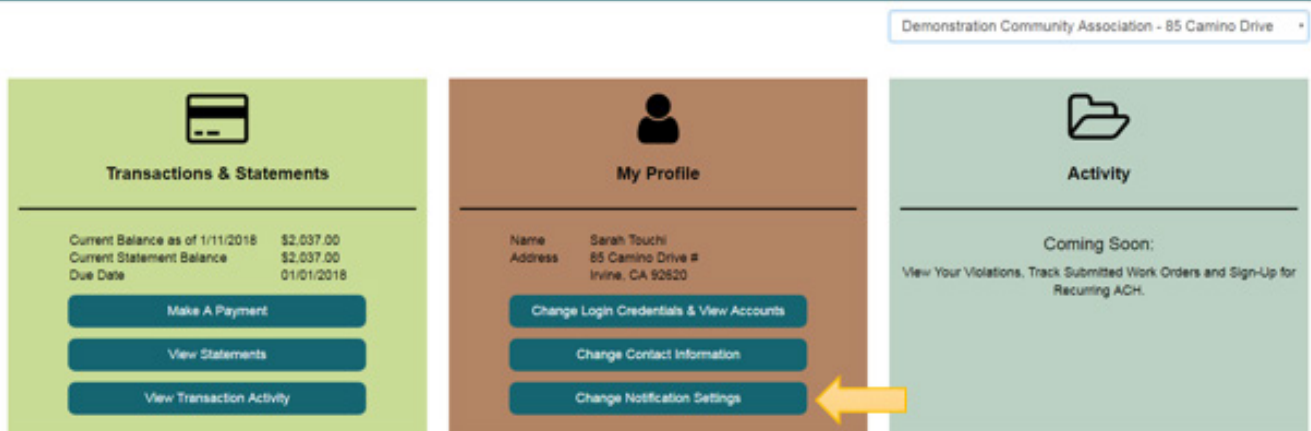 Demonstration Community Association - 85 Camino Drive
Transactions & Statements
Current Balance as of 1/11/2018 $2,037.00
Current Statement Balance $2,037.00
Due Date 01/01/2018
Make A Payment
View Statements
View Transaction Activity
My Profile
Name Sarah Touchi
Address 85 Camino Drive #
Irvine, CA 92620
Change Login Credentials & View Accounts
Change Contact Information
Change Notification Settings
Activity
Coming Soon:
View Your Violations, Track Submitted Work Orders and Sign-Up for
Recurring ACH.